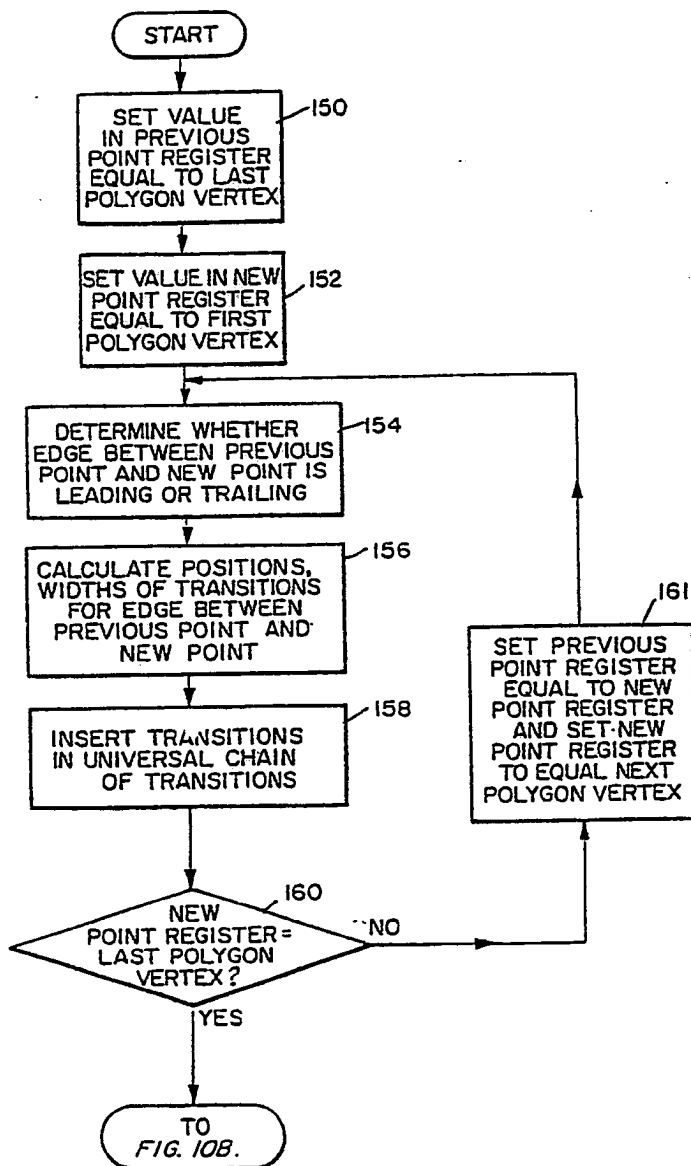 START
150
SET VALUE
IN PREVIOUS
POINT REGISTER
EQUAL TO LAST
POLYGON VERTEX
152
SET VALUE IN NEW
POINT REGISTER
EQUAL TO FIRST
POLYGON VERTEX
154
DETERMINE WHETHER
EDGE BETWEEN PREVIOUS
POINT AND NEW POINT IS
LEADING OR TRAILING
156
CALCULATE POSITIONS,
WIDTHS OF TRANSITIONS
FOR EDGE BETWEEN
PREVIOUS POINT AND
NEW POINT
158
INSERT TRANSITIONS
IN UNIVERSAL CHAIN
OF TRANSITIONS
160
NEW
POINT REGISTER =
LAST POLYGON
VERTEX?
NO
YES
161
SET PREVIOUS
POINT REGISTER
EQUAL TO NEW
POINT REGISTER
AND SET NEW
POINT REGISTER
TO EQUAL NEXT
POLYGON VERTEX
TO
FIG. 10B.